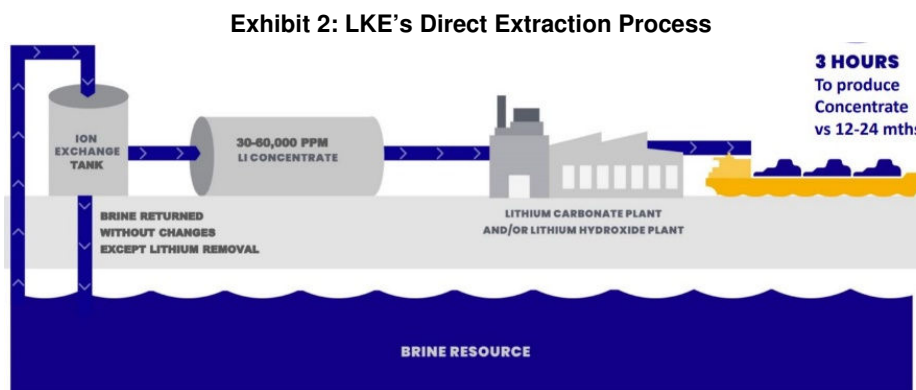 Exhibit 2: LKE's Direct Extraction Process
3 HOURS
To produce
Concentrate
vs 12-24 mths
ION
EXCHANGE
TANK
30-60,000 PPM
LI CONCENTRATE
BRINE RETURNED
WITHOUT CHANGES
EXCEPT LITHIUM REMOVAL
LITHIUM CARBONATE PLANT
AND/OR LITHIUM HYDROXIDE PLANT
BRINE RESOURCE